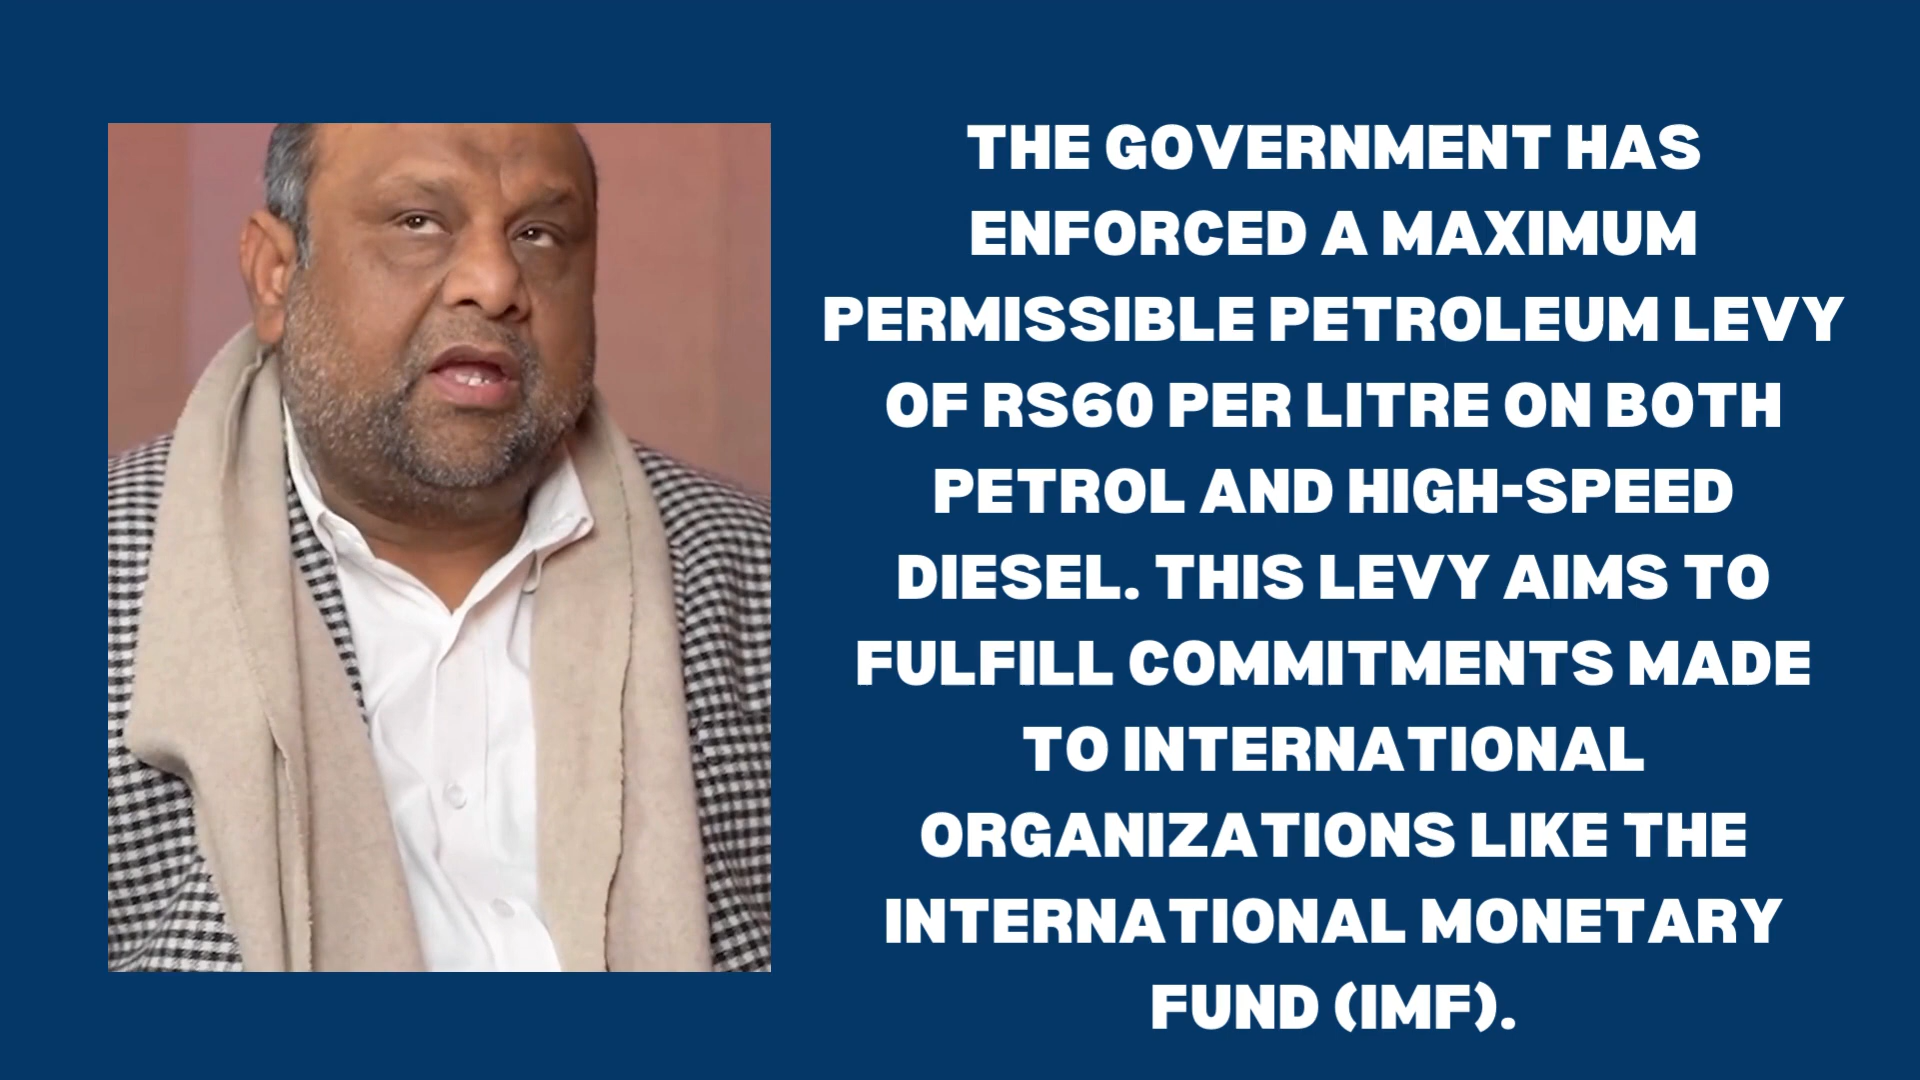 THE GOVERNMENT HAS
ENFORCED A MAXIMUM
PERMISSIBLE PETROLEUM LEVY
OF RS60 PER LITRE ON BOTH
PETROL AND HIGH-SPEED
DIESEL. THIS LEVY AIMS TO
FULFILL COMMITMENTS MADE
TO INTERNATIONAL
ORGANIZATIONS LIKE THE
INTERNATIONAL MONETARY
FUND (IMF).